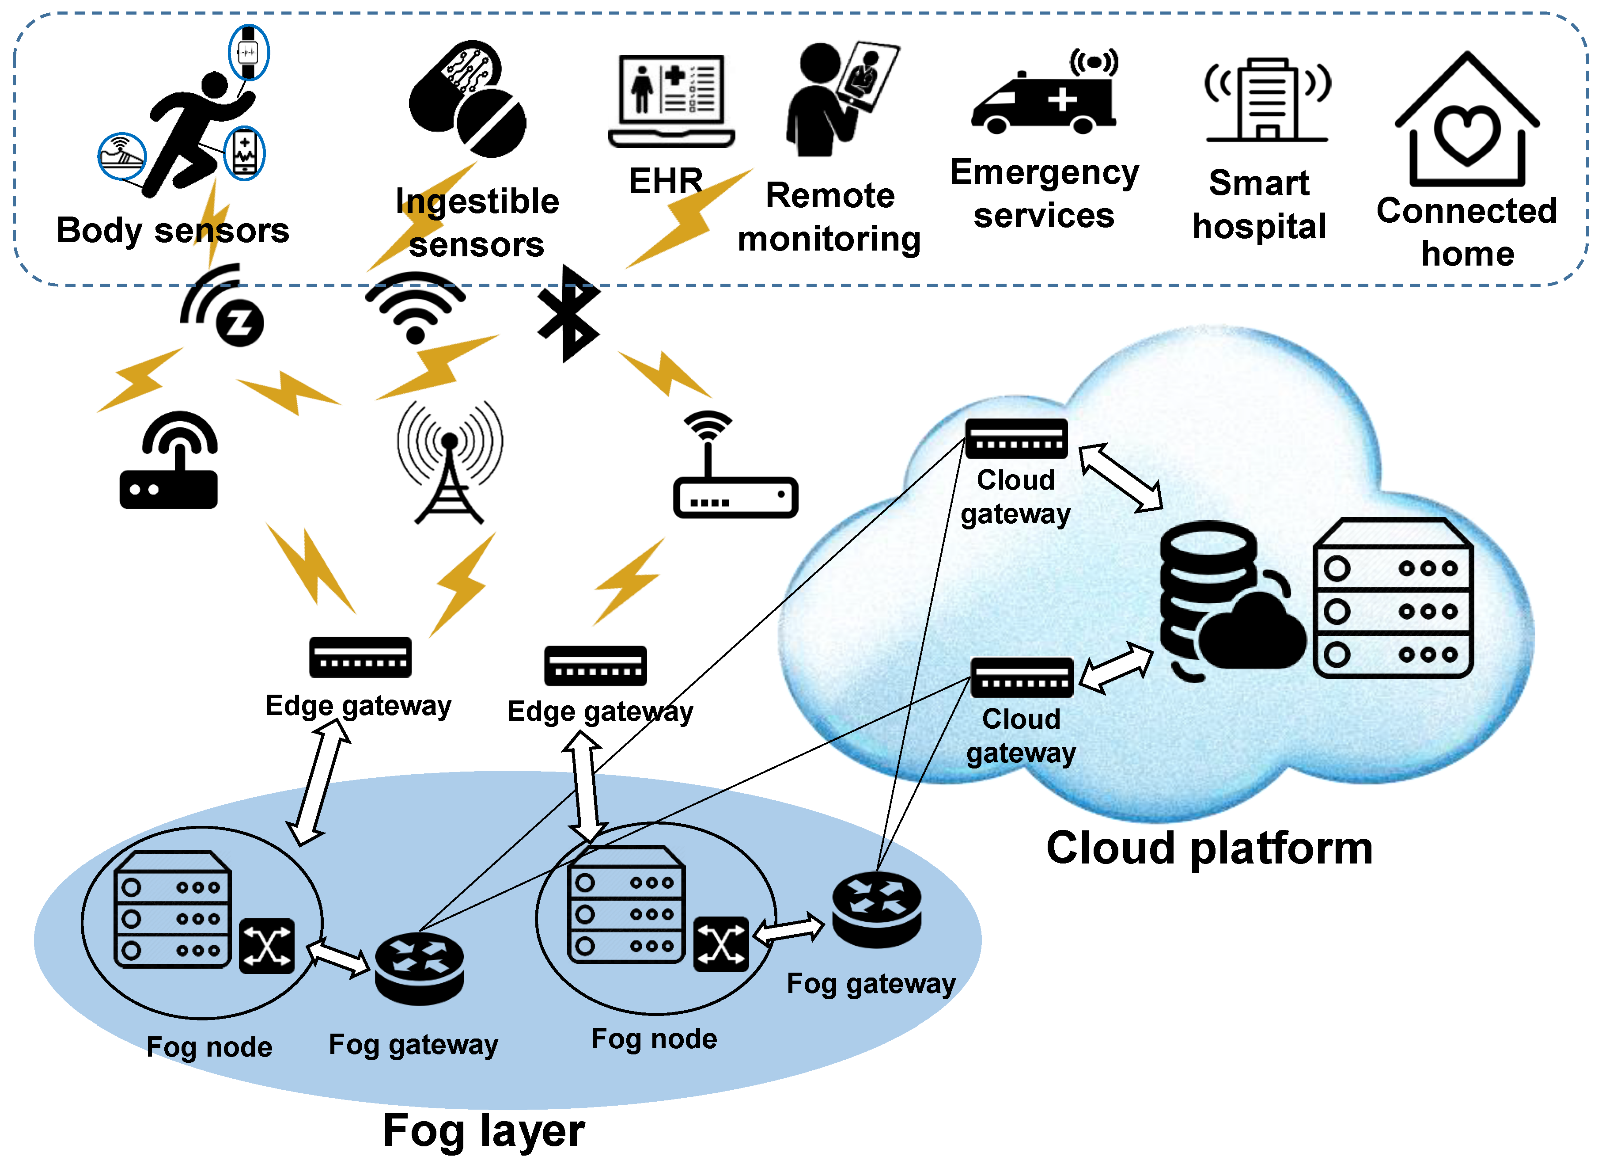 Body sensors
Ingestible
sensors
EHR
Remote
monitoring
Emergency
services
Smart
hospital
Connected
home
Z
Cloud
gateway
Cloud
gateway
Edge gateway
Edge gateway
Cloud platform
Fog gateway
Fog node
Fog gateway
Fog node
Fog layer